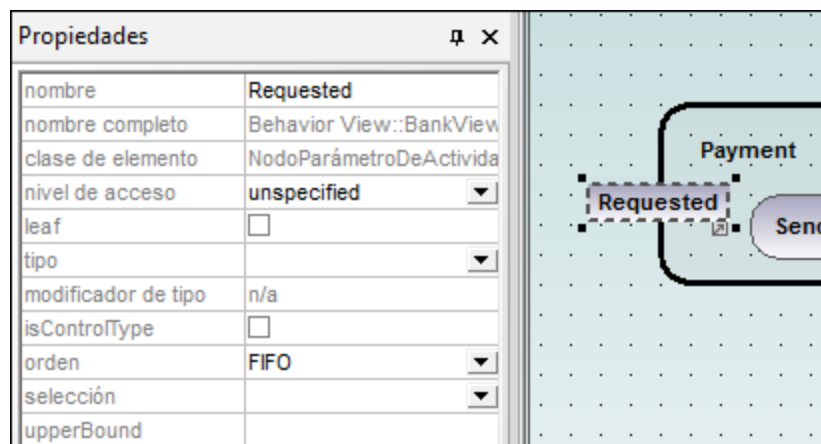 Propiedades
nombre Requested
nombre completo Behavior View::BankView
clase de elemento NodoParámetroDeActivida
nivel de acceso unspecified
leaf
tipo
modificador de tipo n/a
isControlType
orden FIFO
selección
upperBound
Payment
Requested
Send